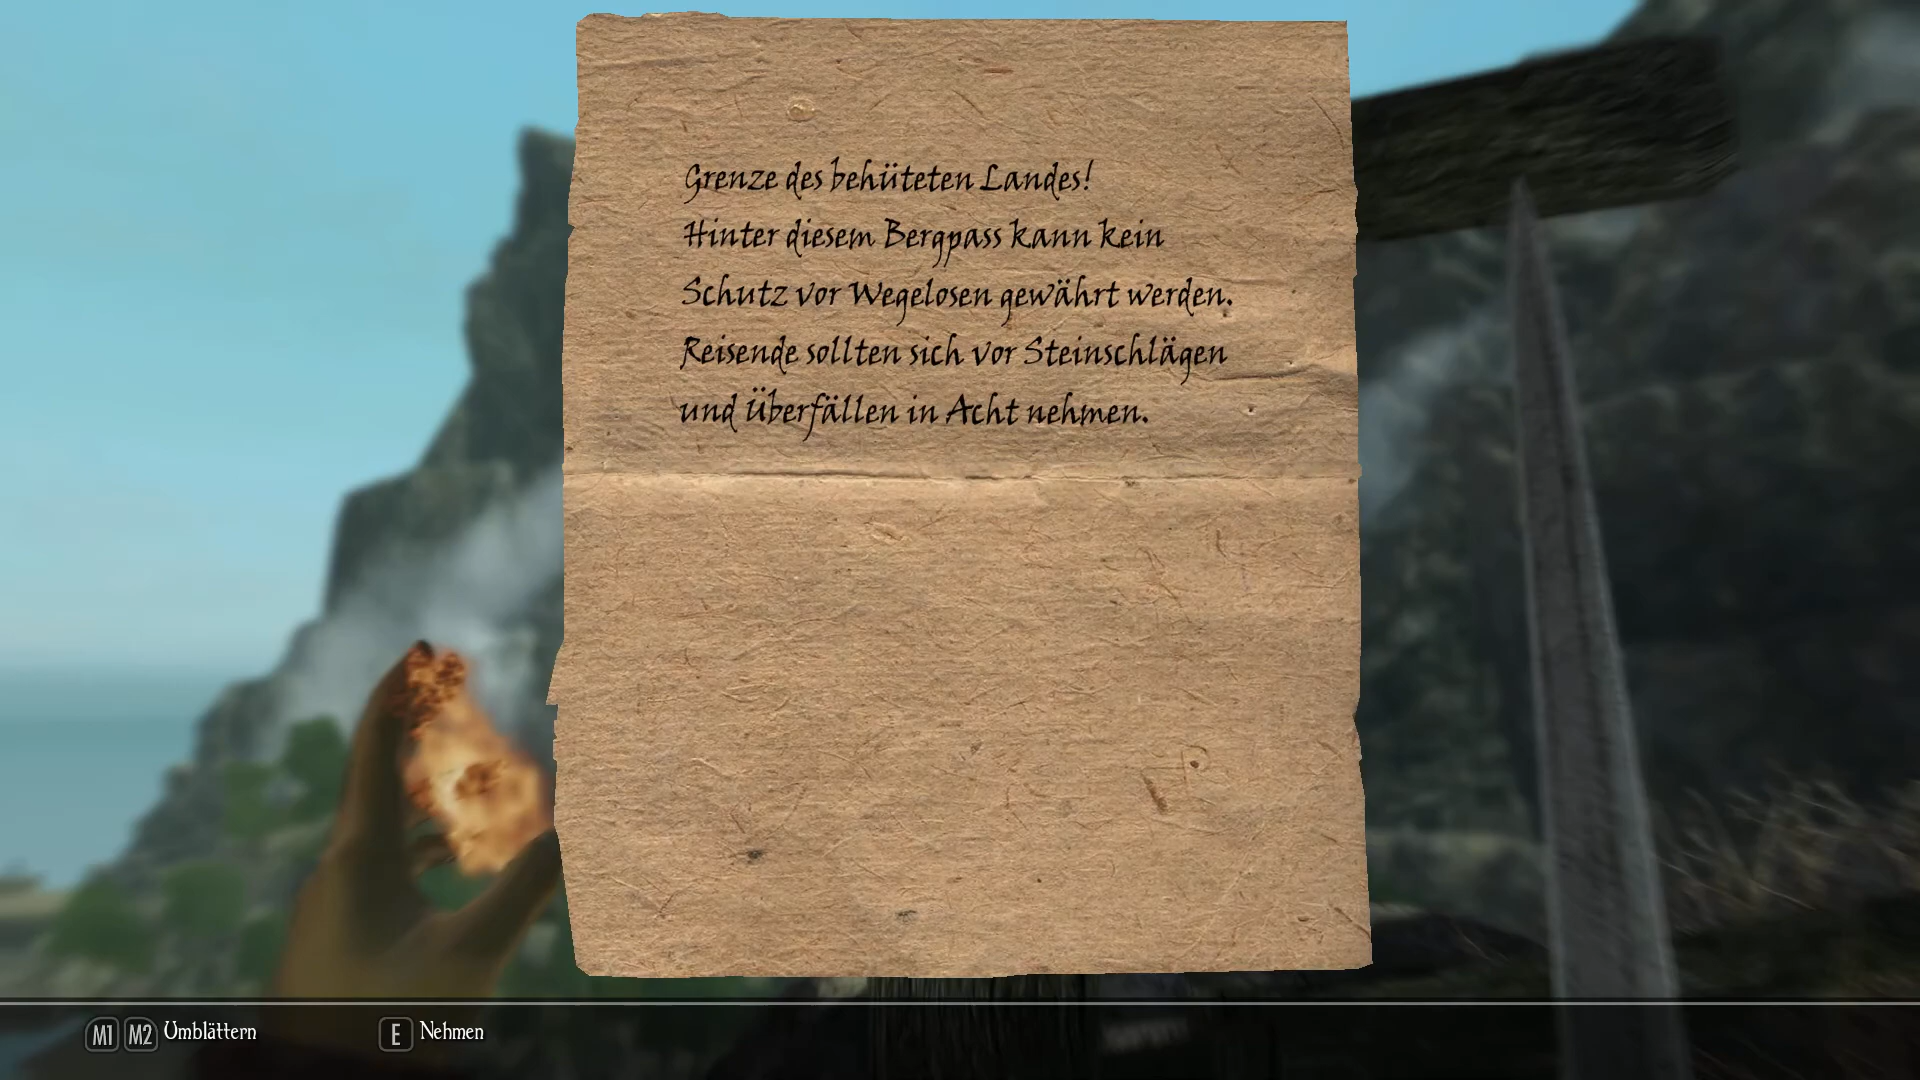 Grenze des behüteten Landes!
Hinter diesem Bergpass kann kein
Schutz vor Wegelosen gewährt werden.
Reisende sollten sich vor Steinschlägen
und Überfällen in Acht nehmen.
M1 M2 Umblättern E Nehmen